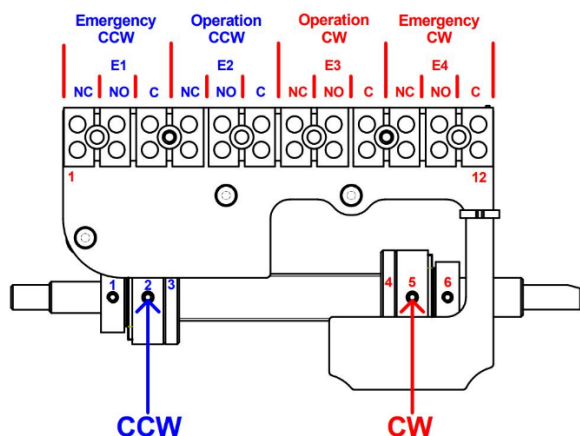 Emergency Operation Operation Emergency
CCW CCW CW CW
E1 E2 E3 E4
NC NO C NC NO C NC NO C NC NO C
1 12
1 2 3 4 5 6
CCW CW